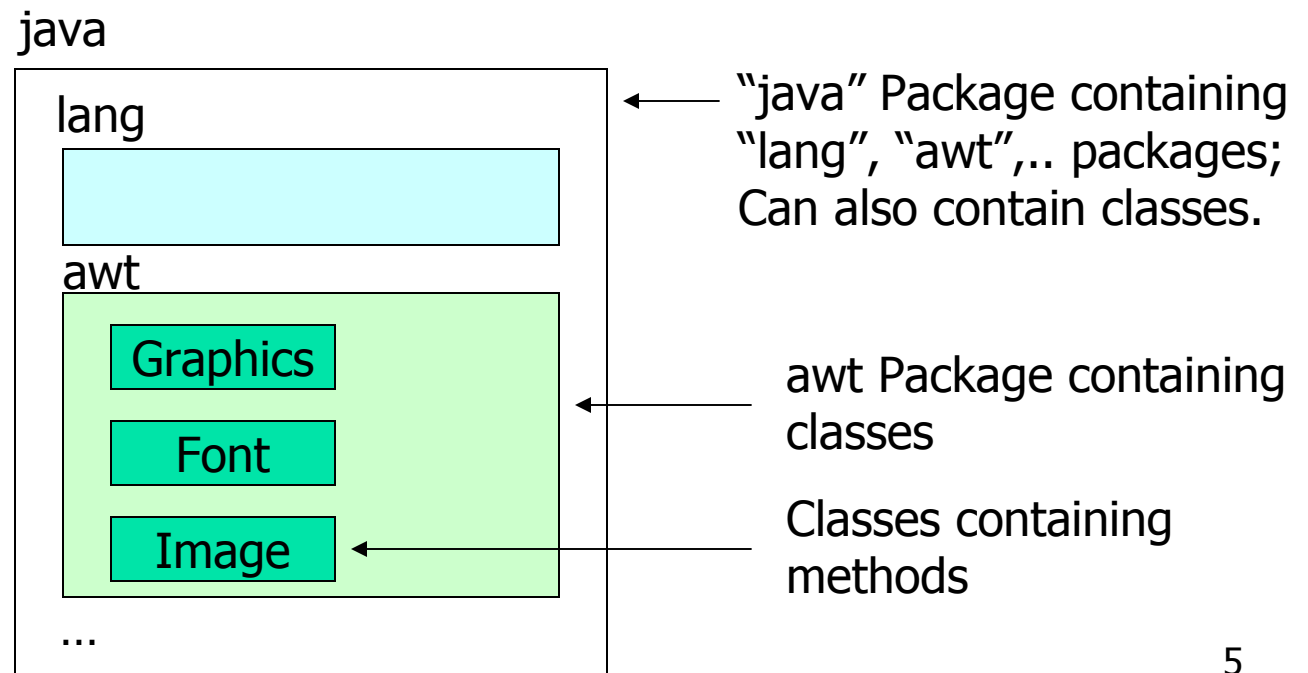 java
lang
awt
Graphics
Font
Image
...
“java” Package containing
“lang”, “awt”,.. packages;
Can also contain classes.
awt Package containing
classes
Classes containing
methods
5